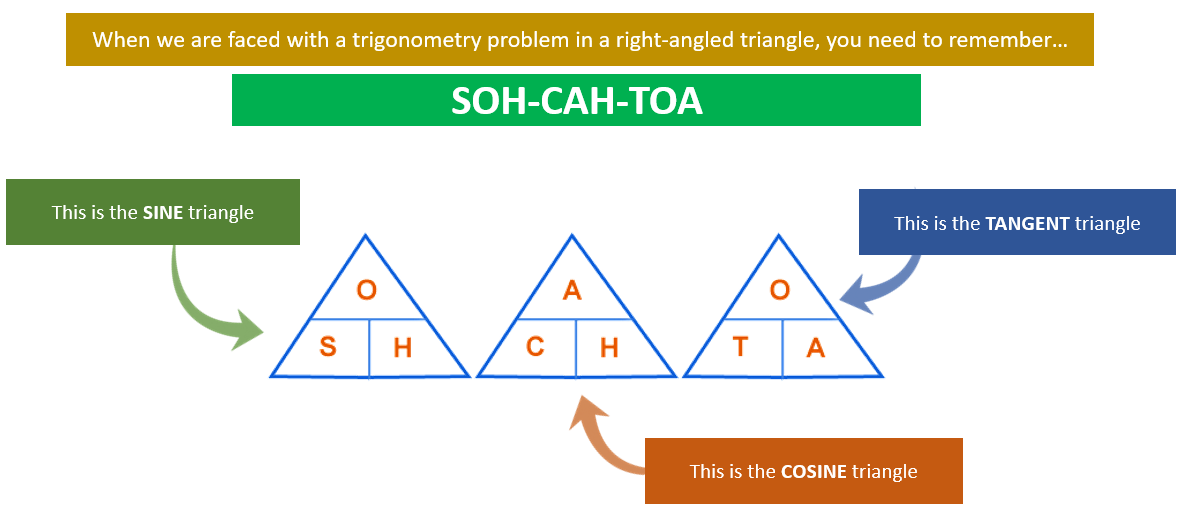 When we are faced with a trigonometry problem in a right-angled triangle, you need to remember…
SOH-CAH-TOA
This is the SINE triangle
This is the TANGENT triangle
O
S H
A
C H
O
T A
This is the COSINE triangle